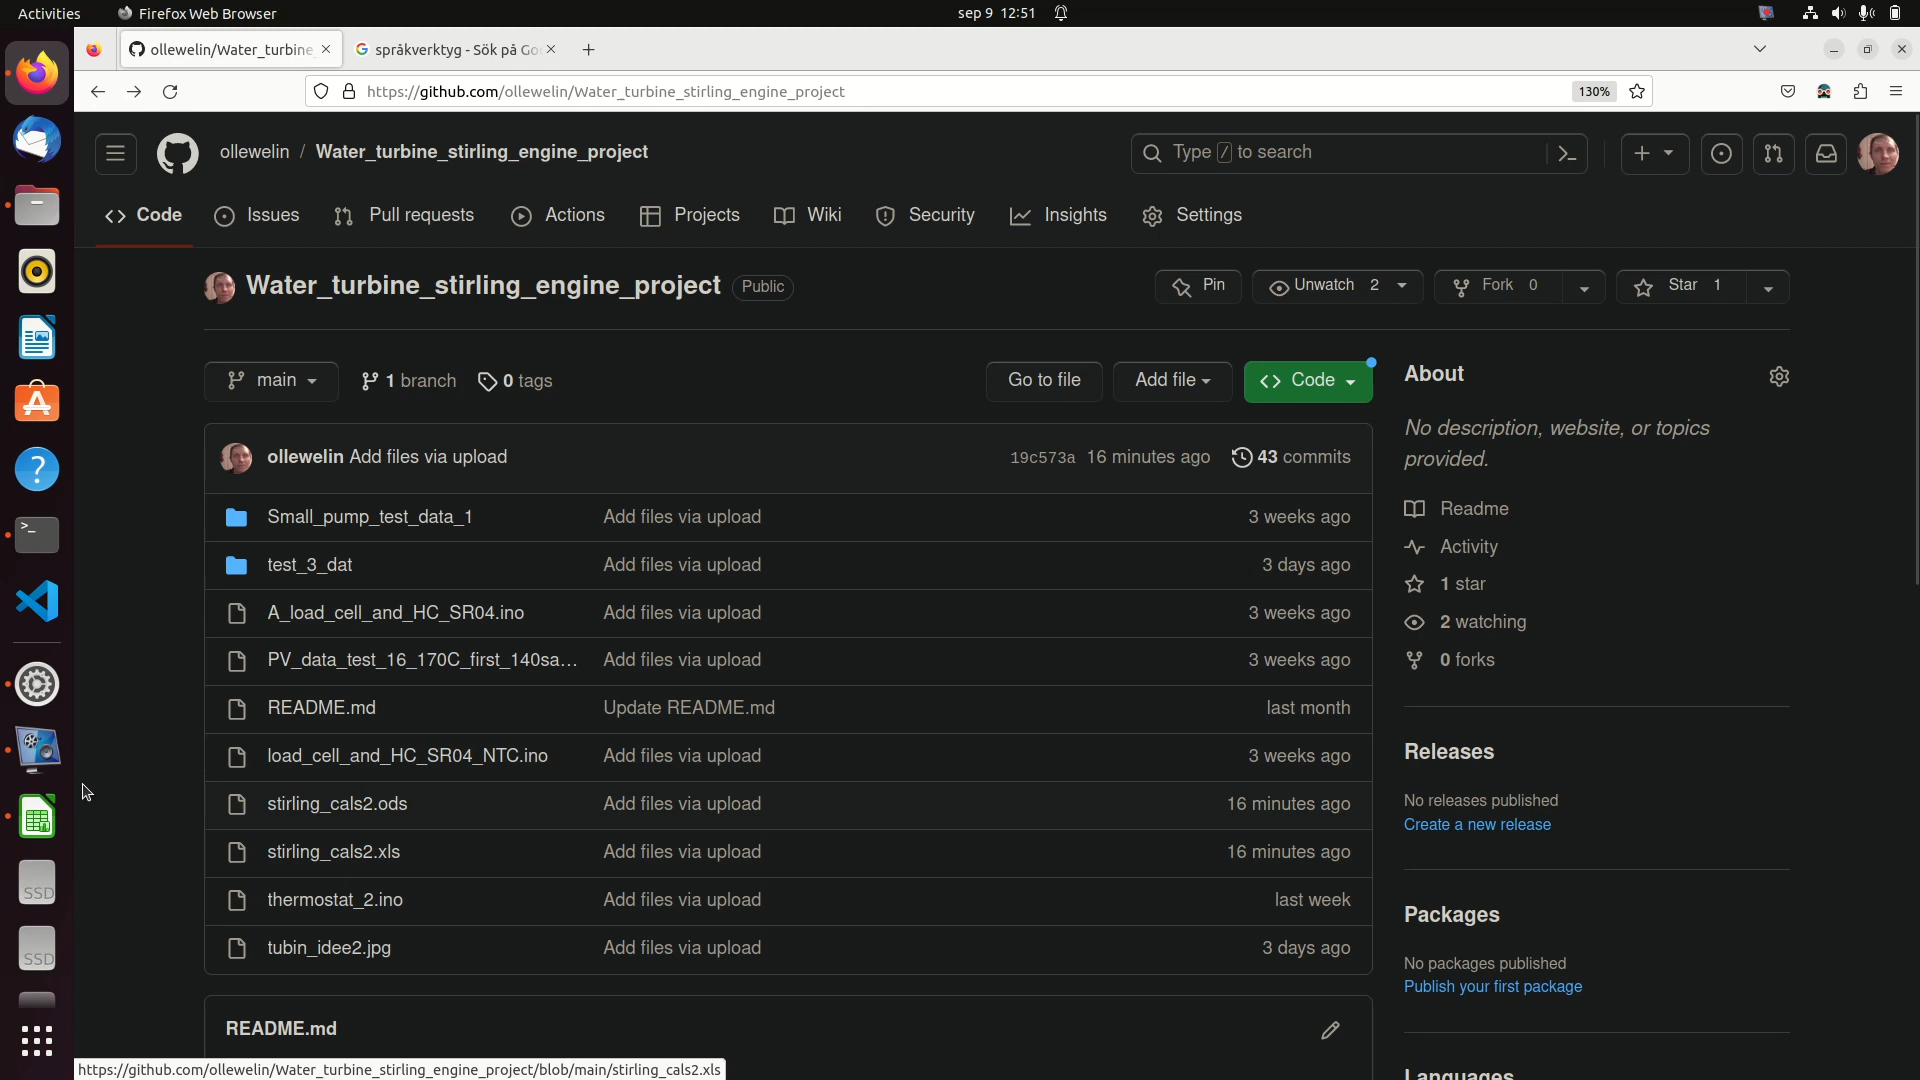 Activities
Firefox Web Browser
sep 9 12:51
ollewelin/Water_turbine
språkverktyg - Sök på Go
https://github.com/ollewelin/Water_turbine_stirling_engine_project
130%
ollewelin / Water_turbine_stirling_engine_project
Type / to search
Code
Issues
Pull requests
Actions
Projects
Wiki
Security
Insights
Settings
Water_turbine_stirling_engine_project
Public
Pin
Unwatch 2
Fork 0
Star 1
main
1 branch
0 tags
Go to file
Add file
Code
ollewelin Add files via upload
19c573a 16 minutes ago
43 commits
Small_pump_test_data_1 Add files via upload 3 weeks ago
test_3_dat Add files via upload 3 days ago
A_load_cell_and_HC_SR04.ino Add files via upload 3 weeks ago
PV_data_test_16_170C_first_140sa... Add files via upload 3 weeks ago
README.md Update README.md last month
load_cell_and_HC_SR04_NTC.ino Add files via upload 3 weeks ago
stirling_cals2.ods Add files via upload 16 minutes ago
stirling_cals2.xls Add files via upload 16 minutes ago
thermostat_2.ino Add files via upload last week
tubin_idee2.jpg Add files via upload 3 days ago
README.md
About
No description, website, or topics
provided.
Readme
Activity
1 star
2 watching
0 forks
Releases
No releases published
Create a new release
Packages
No packages published
Publish your first package
Languages
SSD
SSD
https://github.com/ollewelin/Water_turbine_stirling_engine_project/blob/main/stirling_cals2.xls